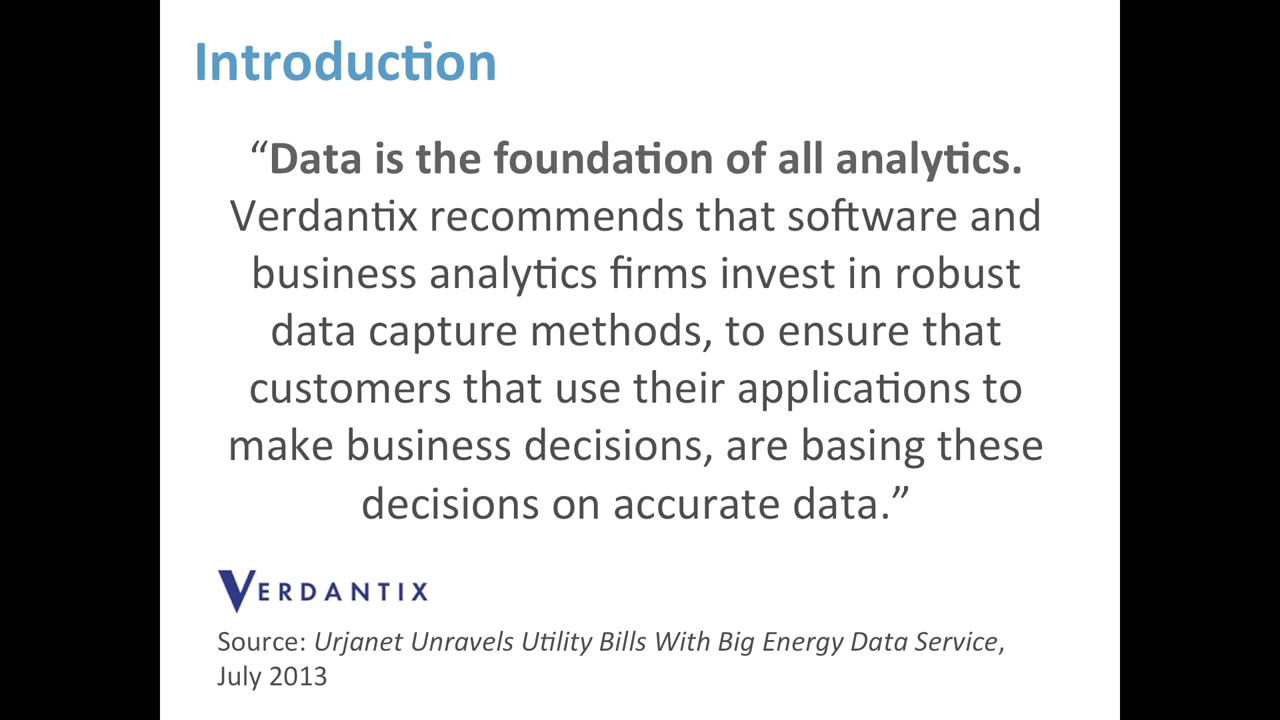 Introduction
“Data is the foundation of all analytics.
Verdantix recommends that software and
business analytics firms invest in robust
data capture methods, to ensure that
customers that use their applications to
make business decisions, are basing these
decisions on accurate data.”
VERDANTIX
Source: Urjanet Unravels Utility Bills With Big Energy Data Service,
July 2013